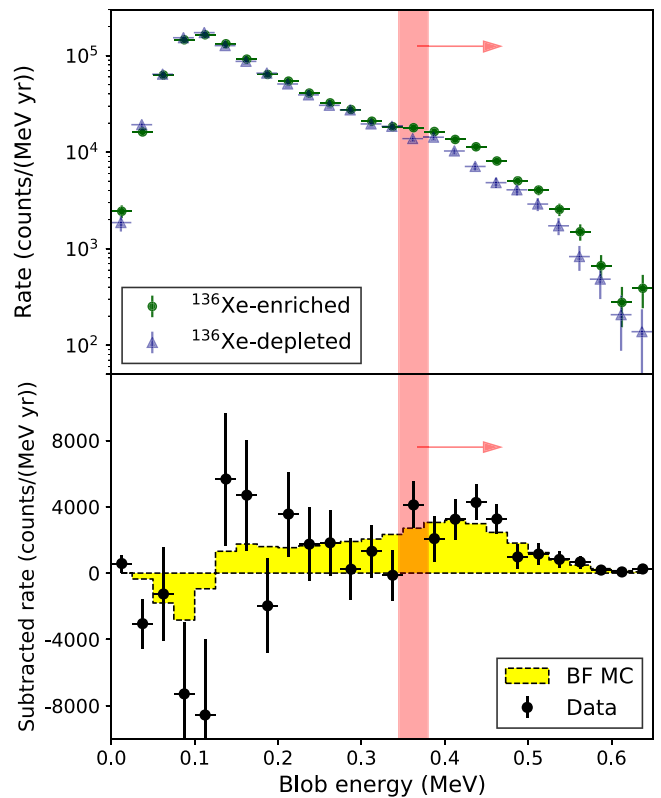 Rate (counts/(MeV yr))
10⁵
10⁴
10³
10²
¹³⁶Xe-enriched
¹³⁶Xe-depleted
Subtracted rate (counts/(MeV yr))
8000
4000
0
-4000
-8000
BF MC
Data
0.0 0.1 0.2 0.3 0.4 0.5 0.6
Blob energy (MeV)